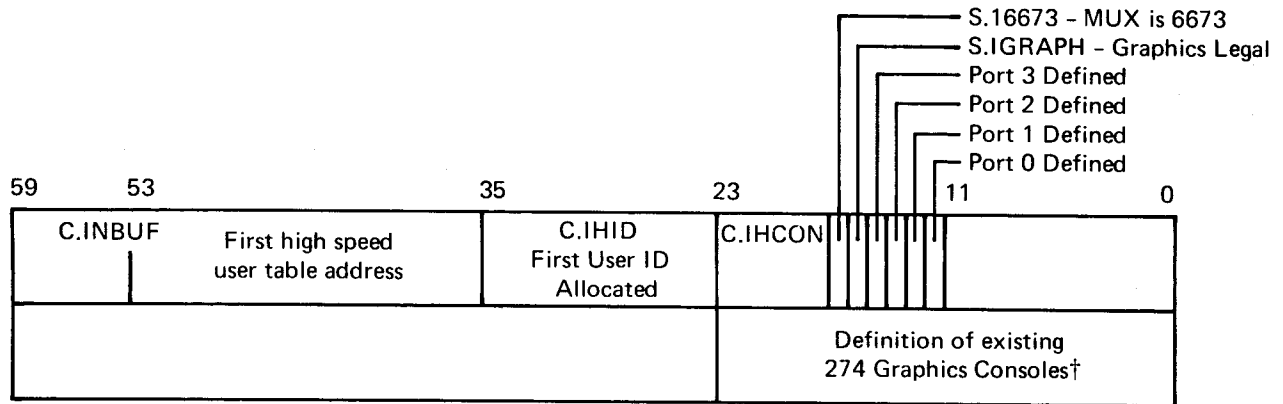 S.16673 – MUX is 6673
S.IGRAPH – Graphics Legal
Port 3 Defined
Port 2 Defined
Port 1 Defined
Port 0 Defined
59 53 35 23 11 0
C.INBUF
First high speed
user table address
C.IHID
First User ID
Allocated
C.IHCON
Definition of existing
274 Graphics Consoles†